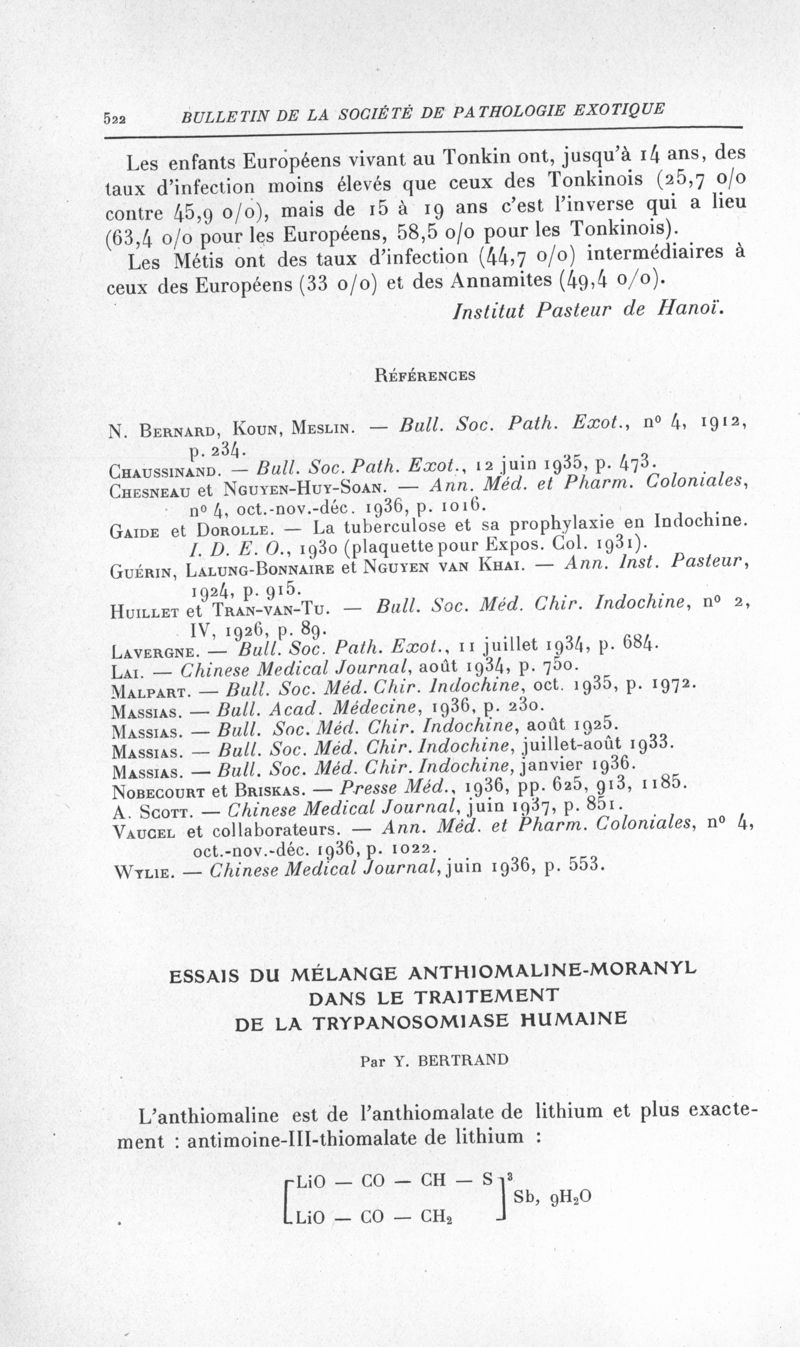 522 BULLETIN DE LA SOCIÉTÉ DE PATHOLOGIE EXOTIQUE
Les enfants Européens vivant au Tonkin ont, jusqu'à 14 ans, des
taux d'infection moins élevés que ceux des Tonkinois (25,7 o/o
contre 45,9 o/o), mais de 15 à 19 ans c'est l'inverse qui a lieu
(63,4 o/o pour les Européens, 58,5 o/o pour les Tonkinois).
Les Métis ont des taux d'infection (44,7 o/o) intermédiaires à
ceux des Européens (33 o/o) et des Annamites (49,4 o/o).
Institut Pasteur de Hanoï.
RÉFÉRENCES
N. BERNARD, KOUN, MESLIN. — Bull. Soc. Path. Exot., nº 4, 1912,
p. 234.
CHAUSSINAND. — Bull. Soc. Path. Exot., 12 juin 1935, p. 473.
CHESNEAU et NGUYEN-HUY-SOAN. — Ann. Méd. et Pharm. Coloniales,
nº 4, oct.-nov.-déc. 1936, p. 1016.
GAIDE et DOROLLE. — La tuberculose et sa prophylaxie en Indochine.
I. D. E. O., 1930 (plaquette pour Expos. Col. 1931).
GUÉRIN, LALUNG-BONNAIRE et NGUYEN VAN KHAI. — Ann. Inst. Pasteur,
1924, p. 915.
HUILLET et TRAN-VAN-TU. — Bull. Soc. Méd. Chir. Indochine, nº 2,
IV, 1926, p. 89.
LAVERGNE. — Bull. Soc. Path. Exot., 11 juillet 1934, p. 684.
LAI. — Chinese Medical Journal, août 1934, p. 750.
MALPART. — Bull. Soc. Méd. Chir. Indochine, oct. 1935, p. 1972.
MASSIAS. — Bull. Acad. Médecine, 1936, p. 230.
MASSIAS. — Bull. Soc. Méd. Chir. Indochine, août 1925.
MASSIAS. — Bull. Soc. Méd. Chir. Indochine, juillet-août 1933.
MASSIAS. — Bull. Soc. Méd. Chir. Indochine, janvier 1936.
NOBECOURT et BRISKAS. — Presse Méd., 1936, pp. 625, 913, 1185.
A. SCOTT. — Chinese Medical Journal, juin 1937, p. 851.
VAUCEL et collaborateurs. — Ann. Méd. et Pharm. Coloniales, nº 4,
oct.-nov.-déc. 1936, p. 1022.
WYLIE. — Chinese Medical Journal, juin 1936, p. 553.
ESSAIS DU MÉLANGE ANTHIOMALINE-MORANYL
DANS LE TRAITEMENT
DE LA TRYPANOSOMIASE HUMAINE
Par Y. BERTRAND
L'anthiomaline est de l'anthiomalate de lithium et plus exacte-
ment : antimoine-III-thiomalate de lithium :
[LiO — CO — CH — S]³ Sb, 9H₂O
LiO — CO — CH₂